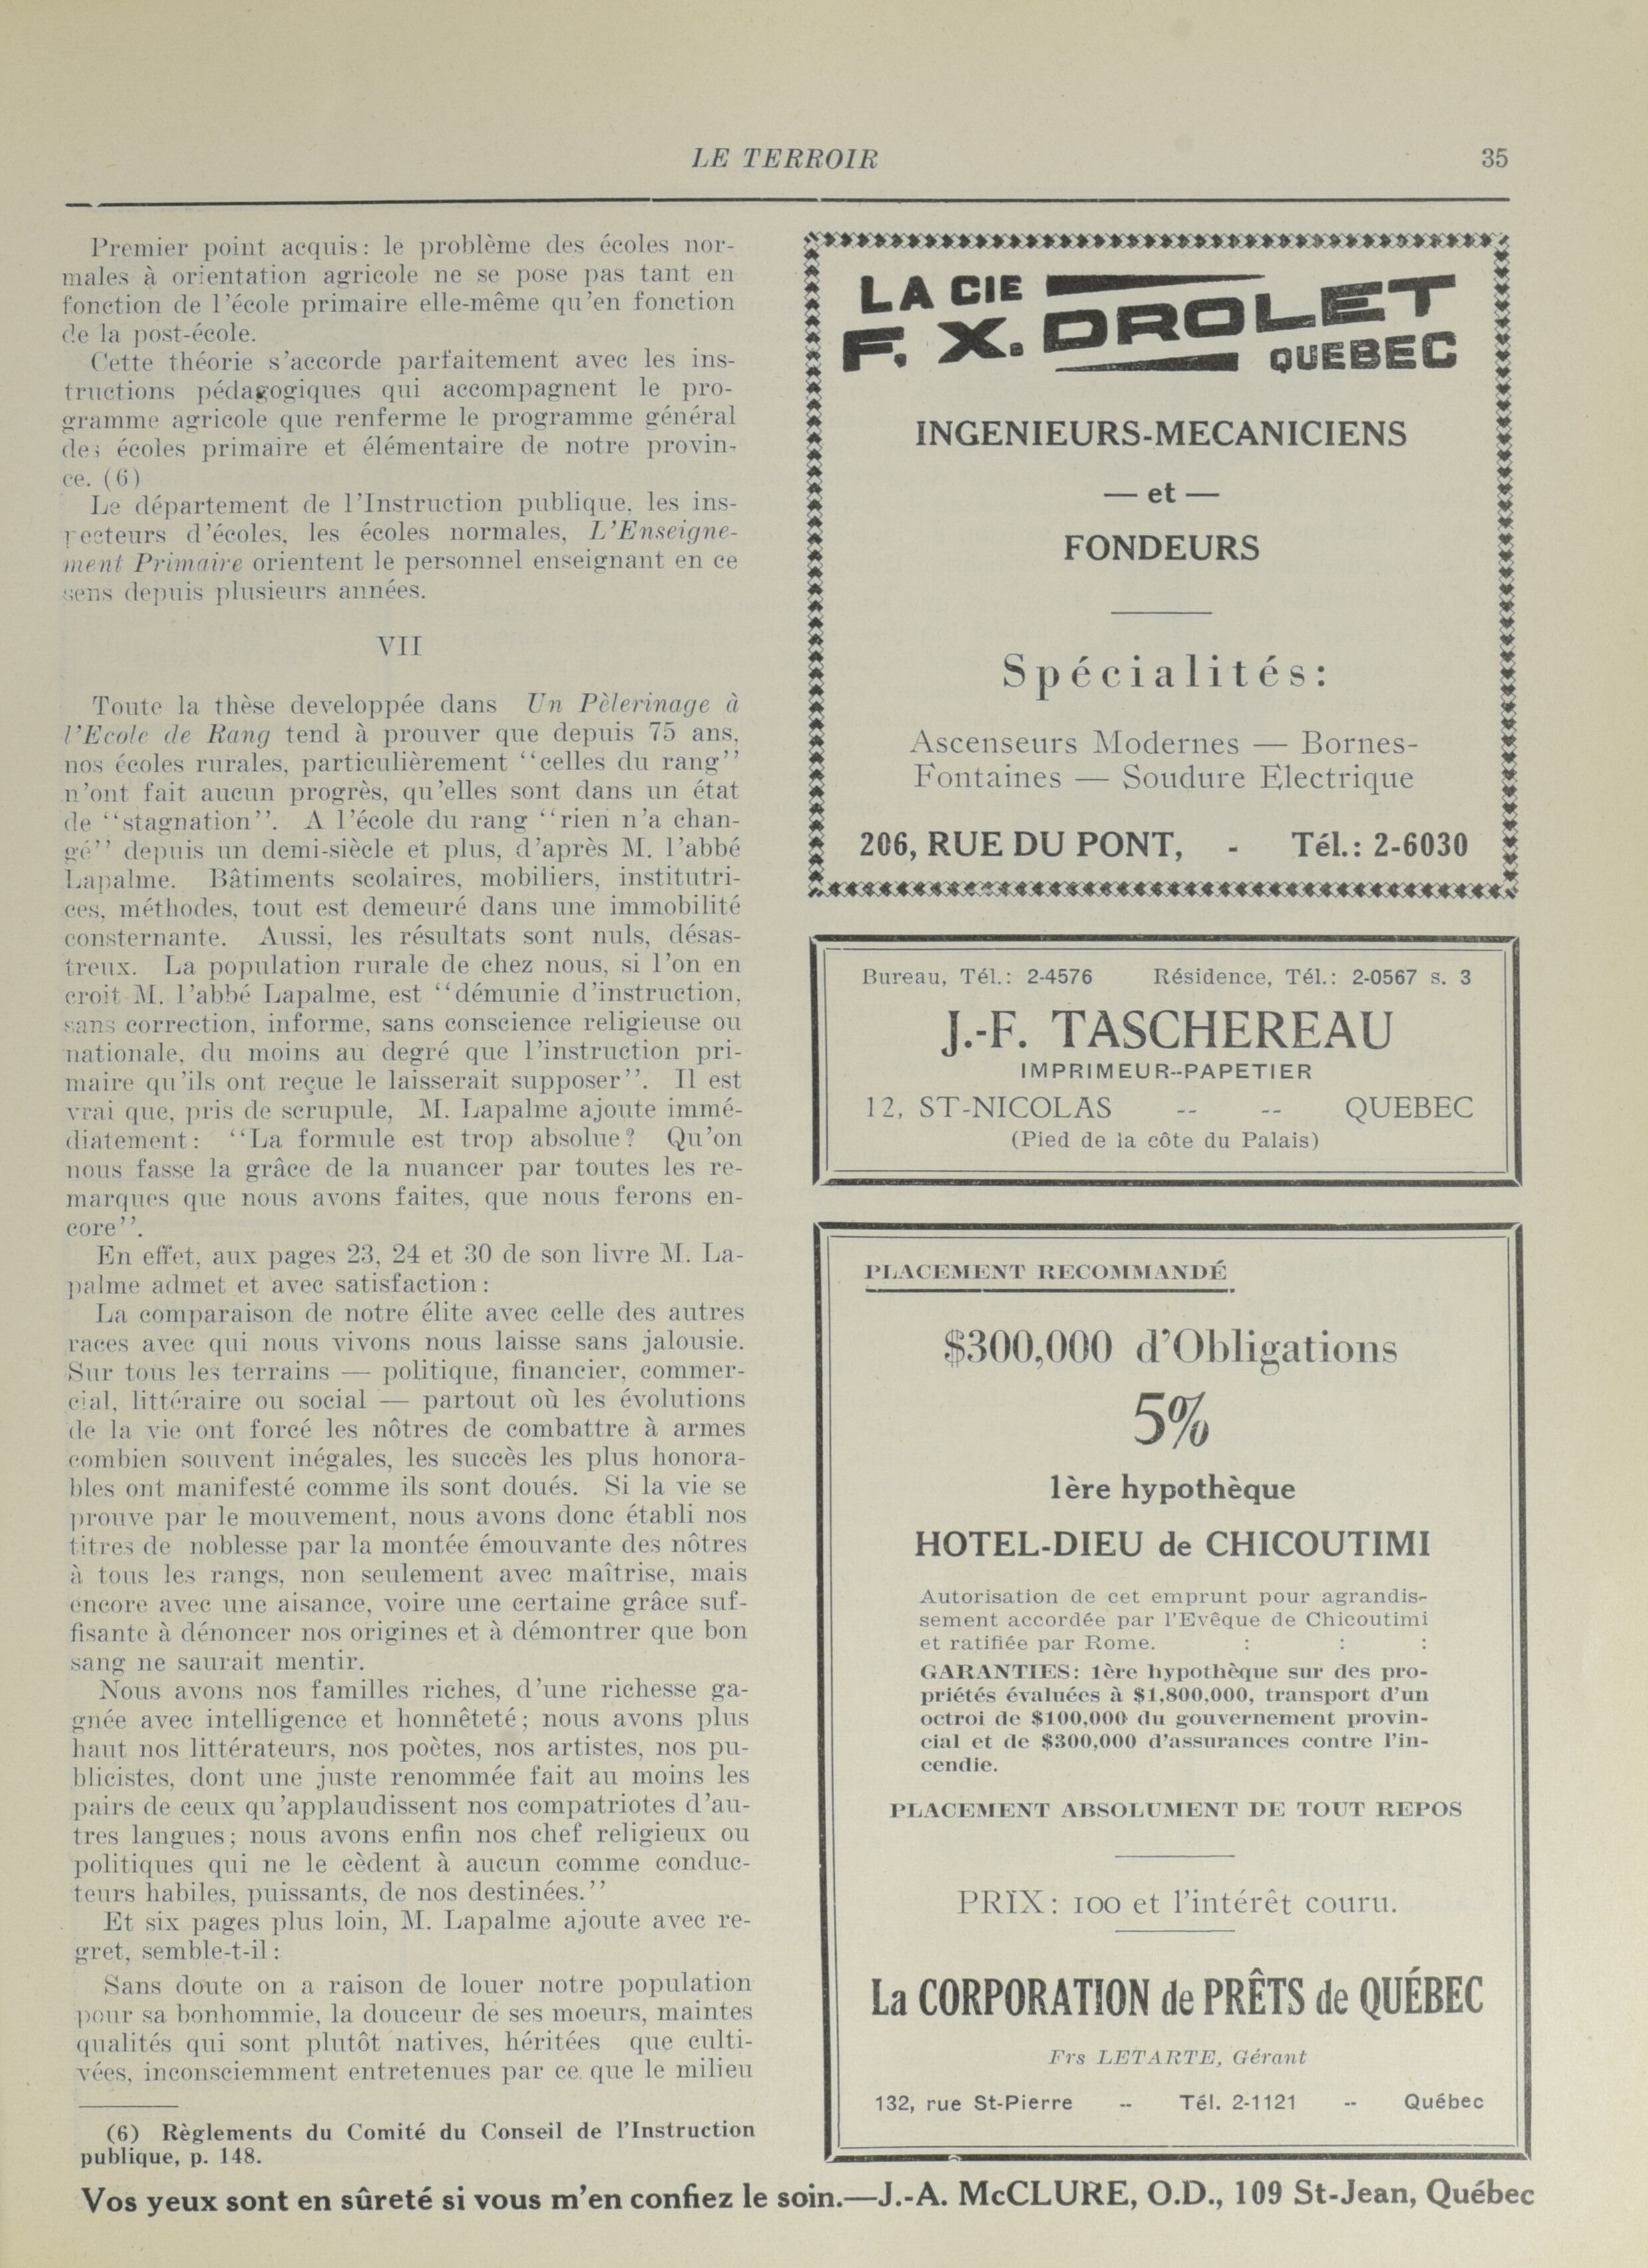 LE TERROIR 35
Premier point acquis: le problème des écoles nor-
males à orientation agricole ne se pose pas tant en
fonction de l'école primaire elle-même qu'en fonction
de la post-école.
Cette théorie s'accorde parfaitement avec les ins-
tructions pédagogiques qui accompagnent le pro-
gramme agricole que renferme le programme général
des écoles primaire et élémentaire de notre provin-
ce. (6)
Le département de l'Instruction publique, les ins-
pecteurs d'écoles, les écoles normales, L'Enseigne-
ment Primaire orientent le personnel enseignant en ce
sens depuis plusieurs années.
VII
Toute la thèse developpée dans Un Pèlerinage à
l'Ecole de Rang tend à prouver que depuis 75 ans,
nos écoles rurales, particulièrement ''celles du rang''
n'ont fait aucun progrès, qu'elles sont dans un état
de ''stagnation''. A l'école du rang ''rien n'a chan-
gé'' depuis un demi-siècle et plus, d'après M. l'abbé
Lapalme. Bâtiments scolaires, mobiliers, institutri-
ces, méthodes, tout est demeuré dans une immobilité
consternante. Aussi, les résultats sont nuls, désas-
treux. La population rurale de chez nous, si l'on en
croit M. l'abbé Lapalme, est ''démunie d'instruction,
sans correction, informe, sans conscience religieuse ou
nationale, du moins au degré que l'instruction pri-
maire qu'ils ont reçue le laisserait supposer''. Il est
vrai que, pris de scrupule, M. Lapalme ajoute immé-
diatement: ''La formule est trop absolue? Qu'on
nous fasse la grâce de la nuancer par toutes les re-
marques que nous avons faites, que nous ferons en-
core''.
En effet, aux pages 23, 24 et 30 de son livre M. La-
palme admet et avec satisfaction:
La comparaison de notre élite avec celle des autres
races avec qui nous vivons nous laisse sans jalousie.
Sur tous les terrains — politique, financier, commer-
cial, littéraire ou social — partout où les évolutions
de la vie ont forcé les nôtres de combattre à armes
combien souvent inégales, les succès les plus honora-
bles ont manifesté comme ils sont doués. Si la vie se
prouve par le mouvement, nous avons donc établi nos
titres de noblesse par la montée émouvante des nôtres
à tous les rangs, non seulement avec maîtrise, mais
encore avec une aisance, voire une certaine grâce suf-
fisante à dénoncer nos origines et à démontrer que bon
sang ne saurait mentir.
Nous avons nos familles riches, d'une richesse ga-
gnée avec intelligence et honnêteté; nous avons plus
haut nos littérateurs, nos poètes, nos artistes, nos pu-
blicistes, dont une juste renommée fait au moins les
pairs de ceux qu'applaudissent nos compatriotes d'au-
tres langues; nous avons enfin nos chef religieux ou
politiques qui ne le cèdent à aucun comme conduc-
teurs habiles, puissants, de nos destinées.''
Et six pages plus loin, M. Lapalme ajoute avec re-
gret, semble-t-il:
Sans doute on a raison de louer notre population
pour sa bonhommie, la douceur de ses moeurs, maintes
qualités qui sont plutôt natives, héritées que culti-
vées, inconsciemment entretenues par ce que le milieu
(6) Règlements du Comité du Conseil de l'Instruction
publique, p. 148.
LA CIE
F. X. DROLET
QUEBEC
INGENIEURS-MECANICIENS
— et —
FONDEURS
Spécialités:
Ascenseurs Modernes — Bornes-
Fontaines — Soudure Electrique
206, RUE DU PONT, - Tél.: 2-6030
Bureau, Tél.: 2-4576 Résidence, Tél.: 2-0567 s. 3
J.-F. TASCHEREAU
IMPRIMEUR--PAPETIER
12, ST-NICOLAS -- -- QUEBEC
(Pied de la côte du Palais)
PLACEMENT RECOMMANDÉ
$300,000 d'Obligations
5%
1ère hypothèque
HOTEL-DIEU de CHICOUTIMI
Autorisation de cet emprunt pour agrandis-
sement accordée par l'Evêque de Chicoutimi
et ratifiée par Rome. : : :
GARANTIES: 1ère hypothèque sur des pro-
priétés évaluées à $1,800,000, transport d'un
octroi de $100,000 du gouvernement provin-
cial et de $300,000 d'assurances contre l'in-
cendie.
PLACEMENT ABSOLUMENT DE TOUT REPOS
PRIX: 100 et l'intérêt couru.
La CORPORATION de PRÊTS de QUÉBEC
Frs LETARTE, Gérant
132, rue St-Pierre -- Tél. 2-1121 -- Québec
Vos yeux sont en sûreté si vous m'en confiez le soin.—J.-A. McCLURE, O.D., 109 St-Jean, Québec